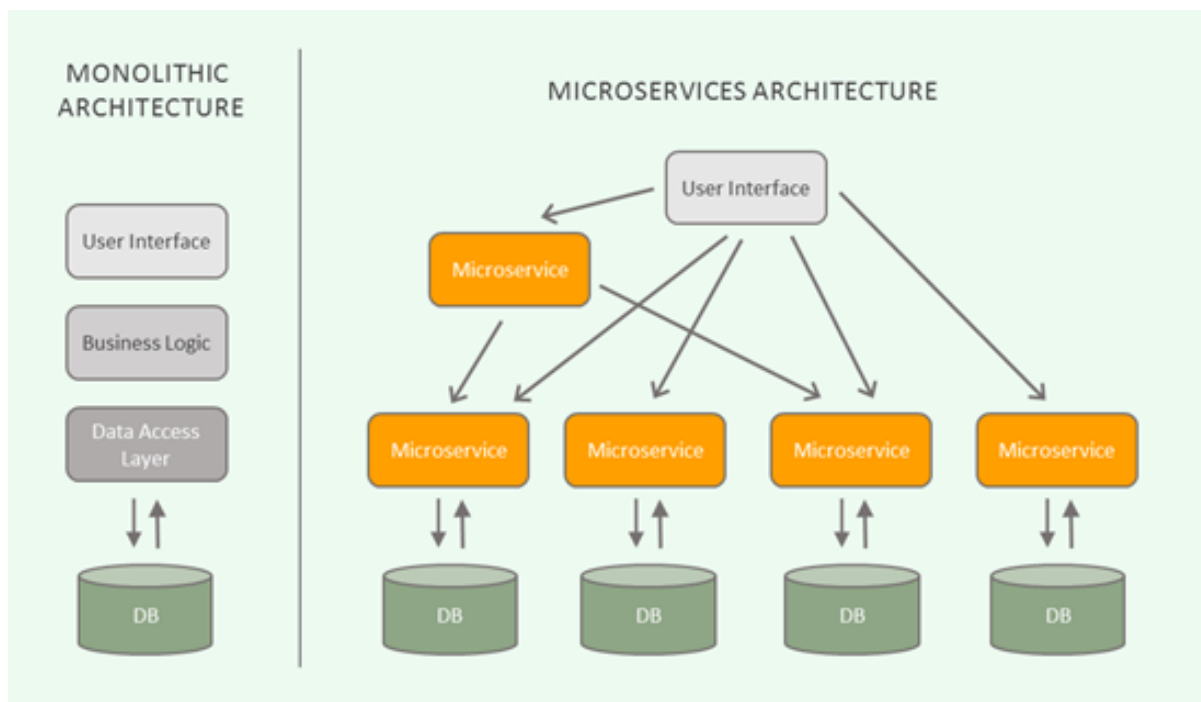 MONOLITHIC
ARCHITECTURE
User Interface
Business Logic
Data Access
Layer
DB
MICROSERVICES ARCHITECTURE
User Interface
Microservice
Microservice
Microservice
Microservice
Microservice
DB
DB
DB
DB